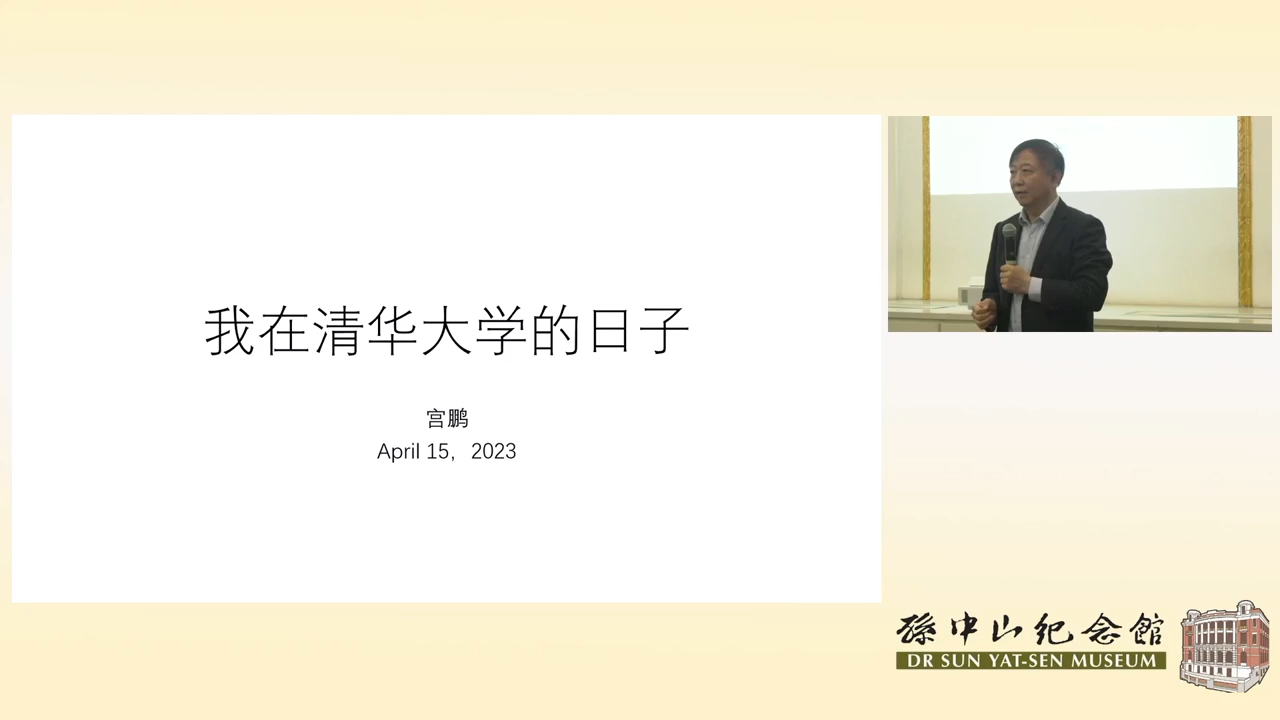 我在清华大学的日子
宫鹏
April 15，2023
孫中山纪念館
DR SUN YAT-SEN MUSEUM